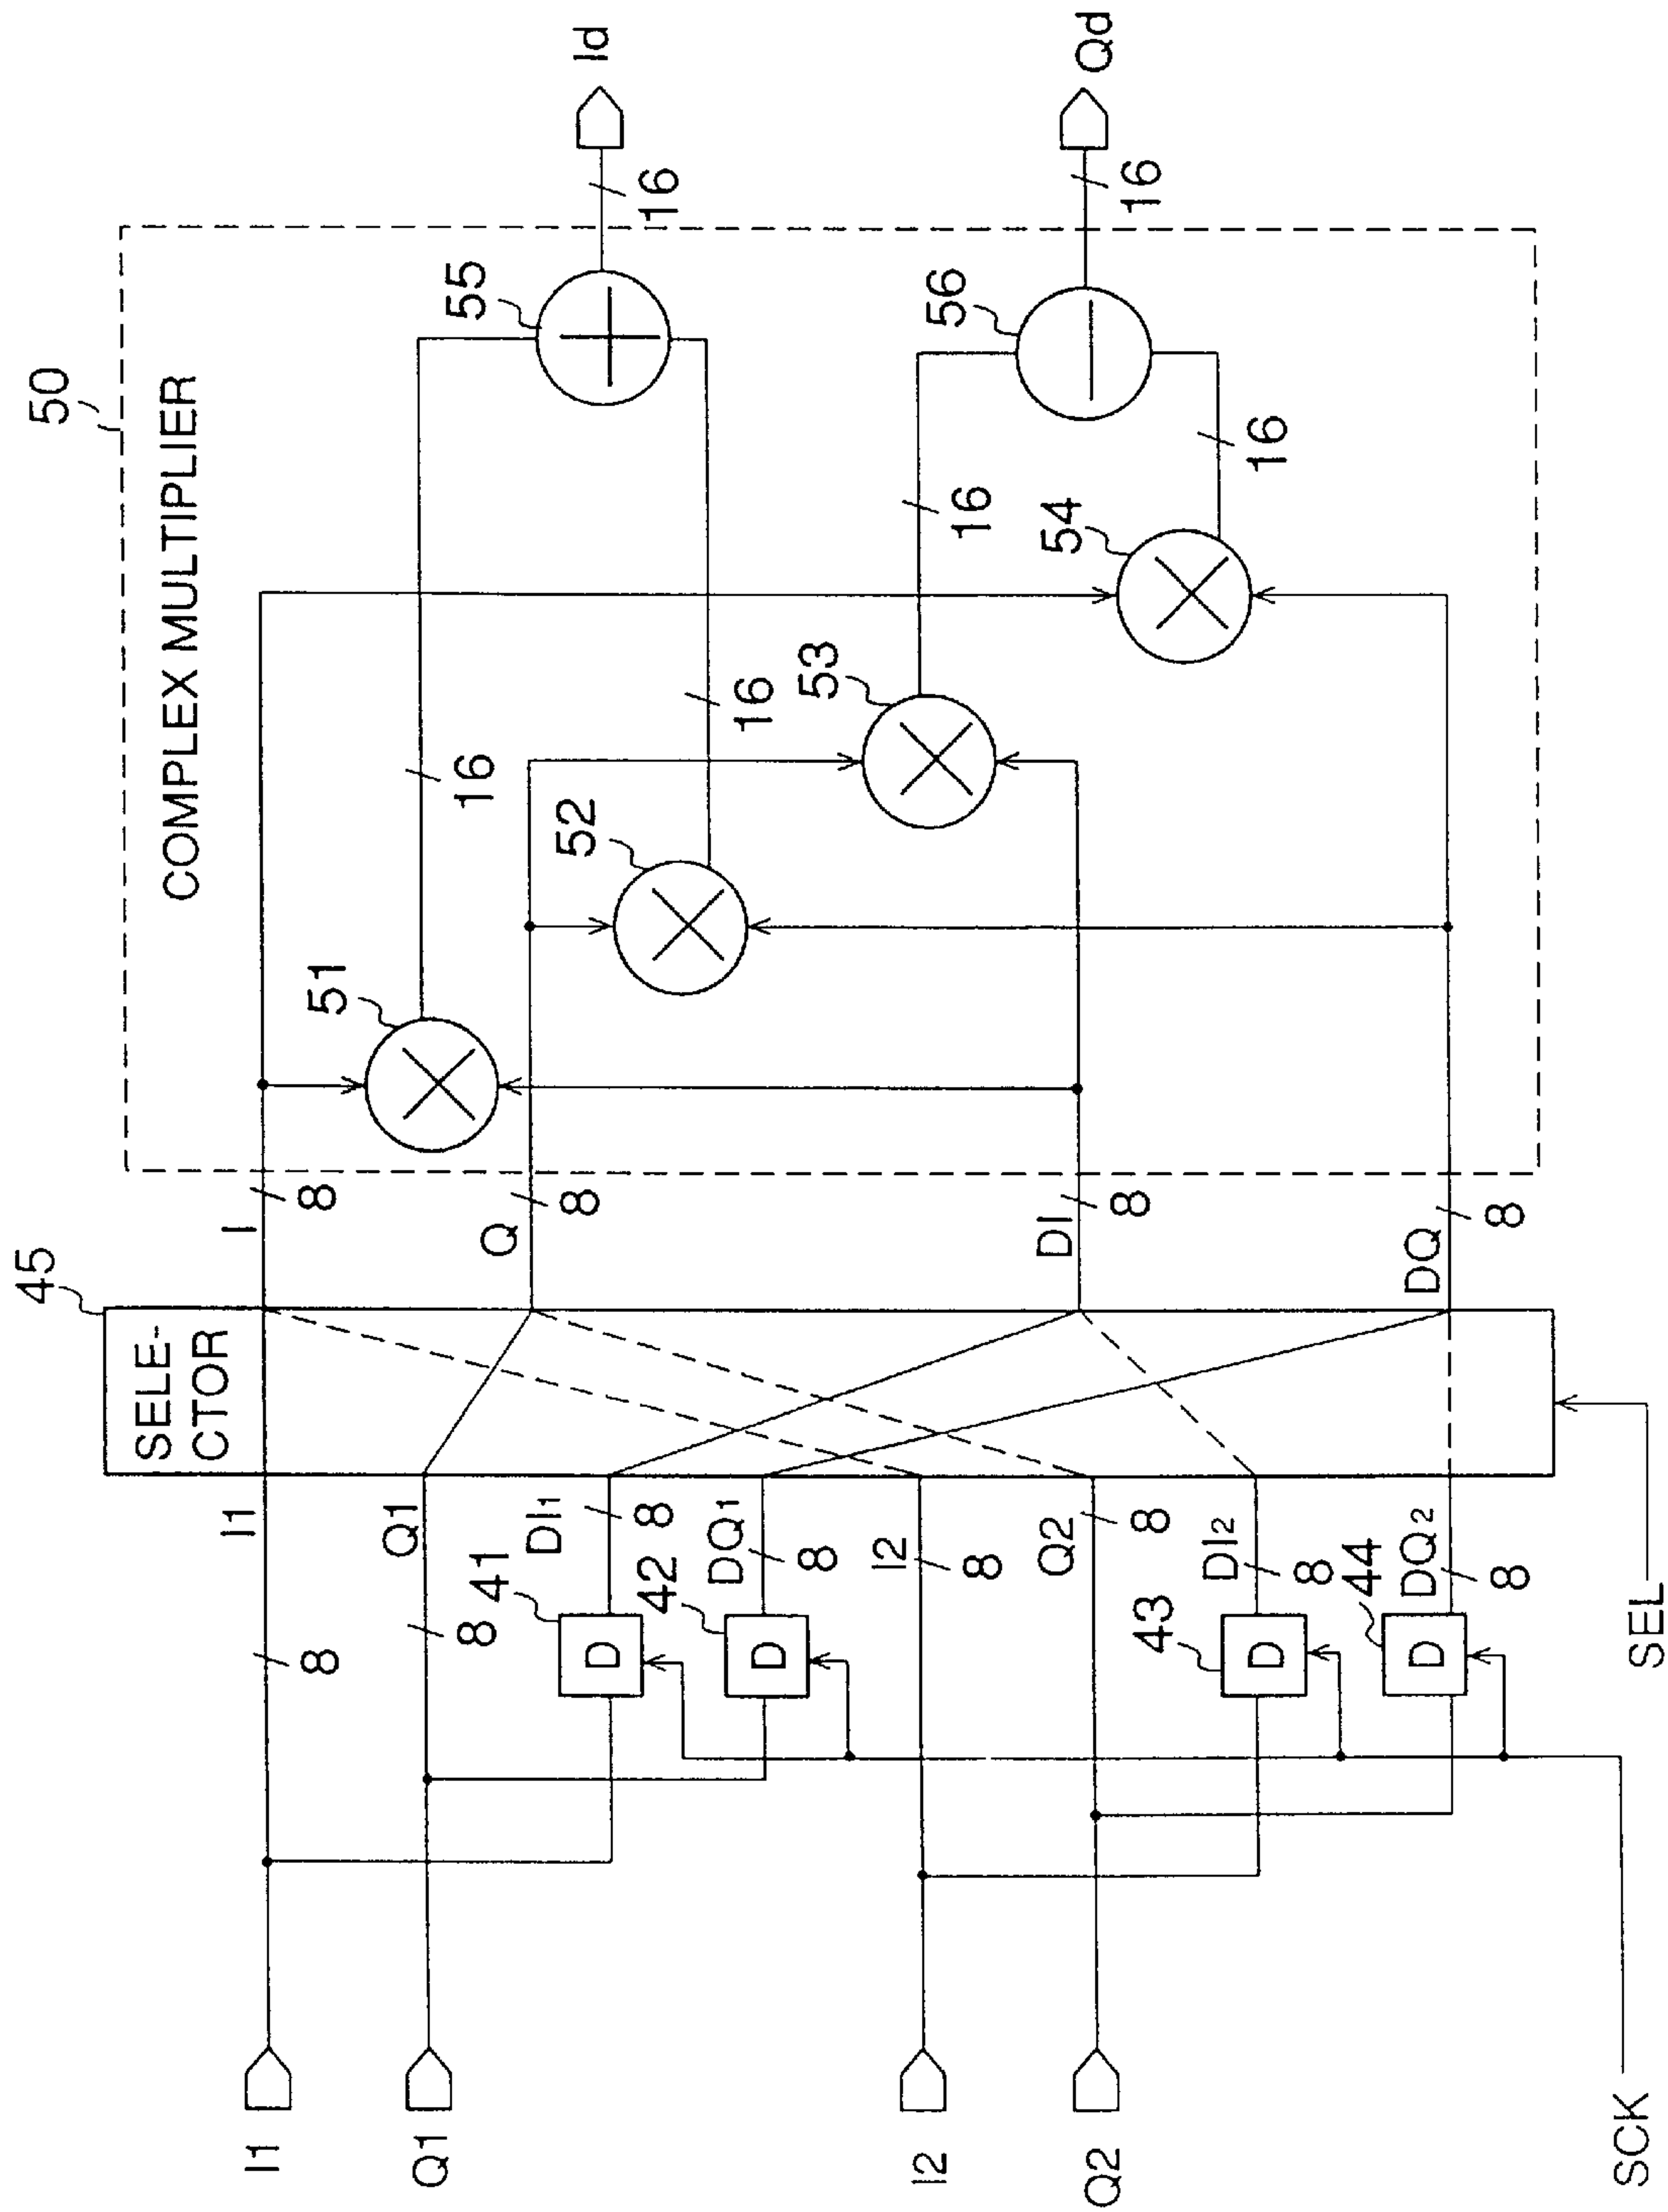 50
COMPLEX MULTIPLIER
45
SELE-
CTOR
I1
Q1
I2
Q2
SCK
SEL
I1
8
Q1
8
41
D
DI1
8
42
D
DQ1
8
I2
8
Q2
8
43
D
DI2
8
44
D
DQ2
8
I
8
Q
8
DI
8
DQ
8
51
16
52
16
53
16
54
16
55
56
16
Id
16
Qd